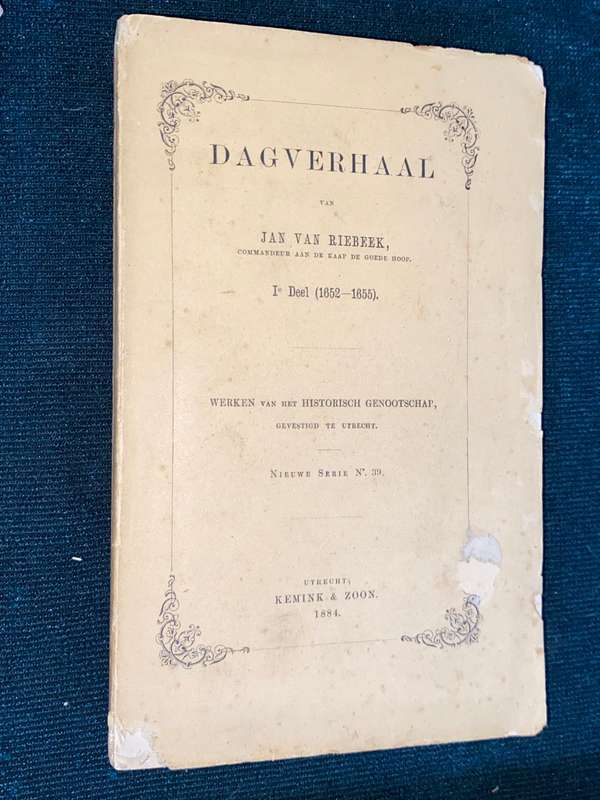 DAGVERHAAL
VAN
JAN VAN RIEBEEK,
COMMANDEUR AAN DE KAAP DE GOEDE HOOP.
Ie Deel (1652—1655).
WERKEN VAN HET HISTORISCH GENOOTSCHAP,
GEVESTIGD TE UTRECHT.
NIEUWE SERIE No. 39.
UTRECHT,
KEMINK & ZOON.
1884.